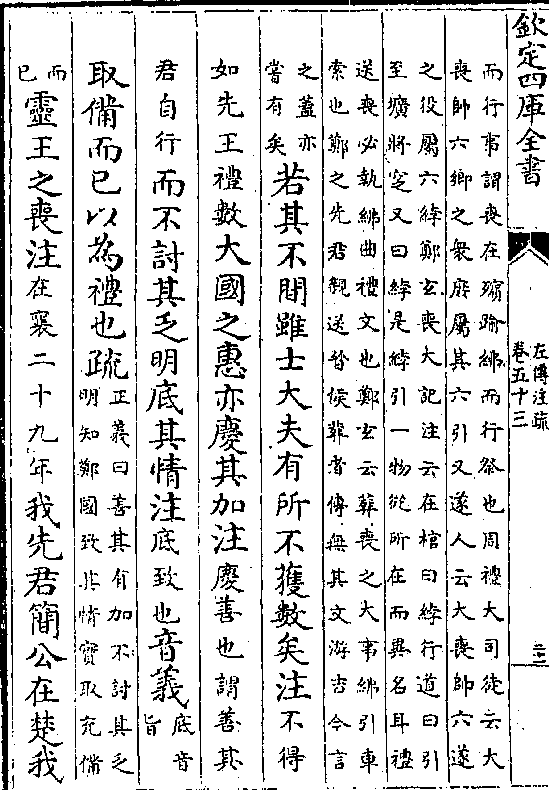 欽定四庫全書
左傳注疏
卷五十三
而行事謂喪在殯踰紼而行祭也周禮大司徒云大
喪帥六鄉之衆庶屬其六引又遂人云大喪帥六遂
之役屬六綍鄭玄喪大記注云在棺曰綍行道曰引
至壙將窆又曰綍是綍引一物從所在而異名耳禮
送喪必執紼曲禮文也鄭玄云葬喪之大事紼引車
索也鄭之先君親送晉侯葬者傳無其文游吉今言
之蓋亦
嘗有矣
若其不間雖士大夫有所不獲數矣注不得
如先王禮數大國之惠亦慶其加注慶善也謂善其
君自行而不討其乏明底其情注底致也音義底音
旨
取備而已以為禮也疏正義曰善其有加不討其乏
明知鄭國致其情實取充備
而
已
靈王之喪注在襄二十九年我先君簡公在楚我